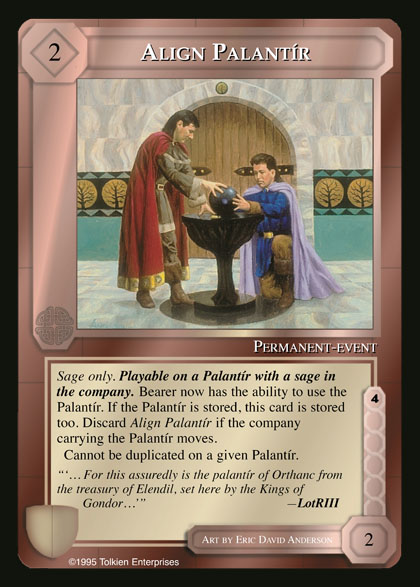 2
ALIGN PALANTÍR
PERMANENT-EVENT
Sage only. Playable on a Palantír with a sage in
the company. Bearer now has the ability to use the
Palantír. If the Palantír is stored, this card is stored
too. Discard Align Palantír if the company
carrying the Palantír moves.
Cannot be duplicated on a given Palantír.
“‘… For this assuredly is the palantír of Orthanc from
the treasury of Elendil, set here by the Kings of
Gondor…’” —LotRIII
4
ART BY ERIC DAVID ANDERSON
2
©1995 Tolkien Enterprises